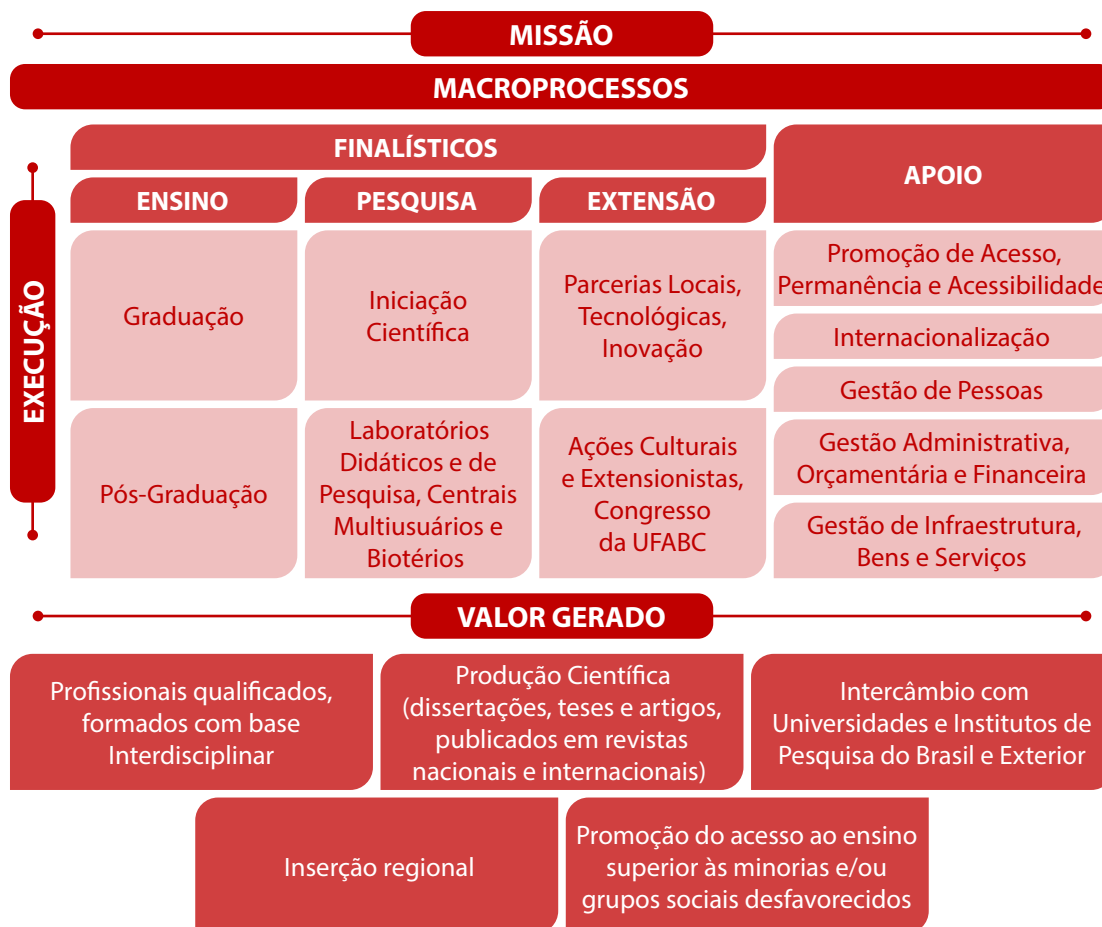 MISSÃO
MACROPROCESSOS
FINALÍSTICOS
APOIO
ENSINO
PESQUISA
EXTENSÃO
EXECUÇÃO
Graduação
Iniciação
Científica
Parcerias Locais,
Tecnológicas,
Inovação
Pós-Graduação
Laboratórios
Didáticos e de
Pesquisa, Centrais
Multiusuários e
Biotérios
Ações Culturais
e Extensionistas,
Congresso
da UFABC
Promoção de Acesso,
Permanência e Acessibilidade
Internacionalização
Gestão de Pessoas
Gestão Administrativa,
Orçamentária e Financeira
Gestão de Infraestrutura,
Bens e Serviços
VALOR GERADO
Profissionais qualificados,
formados com base
Interdisciplinar
Produção Científica
(dissertações, teses e artigos,
publicados em revistas
nacionais e internacionais)
Intercâmbio com
Universidades e Institutos de
Pesquisa do Brasil e Exterior
Inserção regional
Promoção do acesso ao ensino
superior às minorias e/ou
grupos sociais desfavorecidos